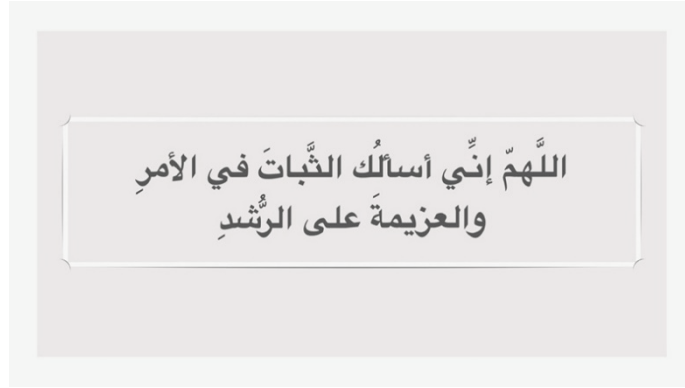 اللَّهمّ إنِّي أسألُك الثَّباتَ في الأمرِ
والعزيمةَ على الرُّشدِ